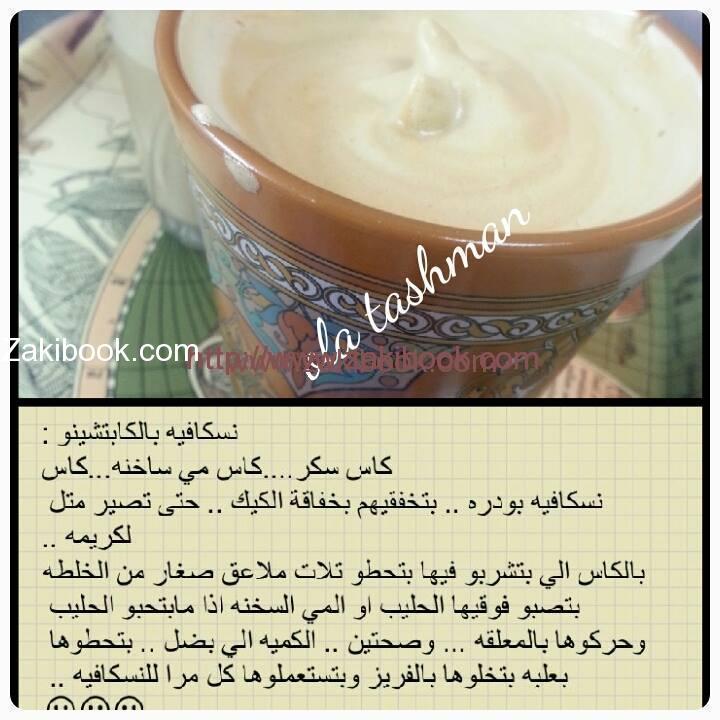 ola tashman
Zakibook.com
http://www.zakibook.com
نسكافيه بالكابتشينو :
كاس سكر....كاس مي ساخنه...كاس
نسكافيه بودره .. بتخفقيهم بخفاقة الكيك .. حتى تصير متل
لكريمه ..
بالكاس الي بتشربو فيها بتحطو تلات ملاعق صغار من الخلطه
بتصبو فوقيها الحليب او المي السخنه اذا مابتحبو الحليب
وحركوها بالمعلقه ... وصحتين .. الكميه الي بضل .. بتحطوها
بعلبه بتخلوها بالفريز وبتستعملوها كل مرا للنسكافيه ..